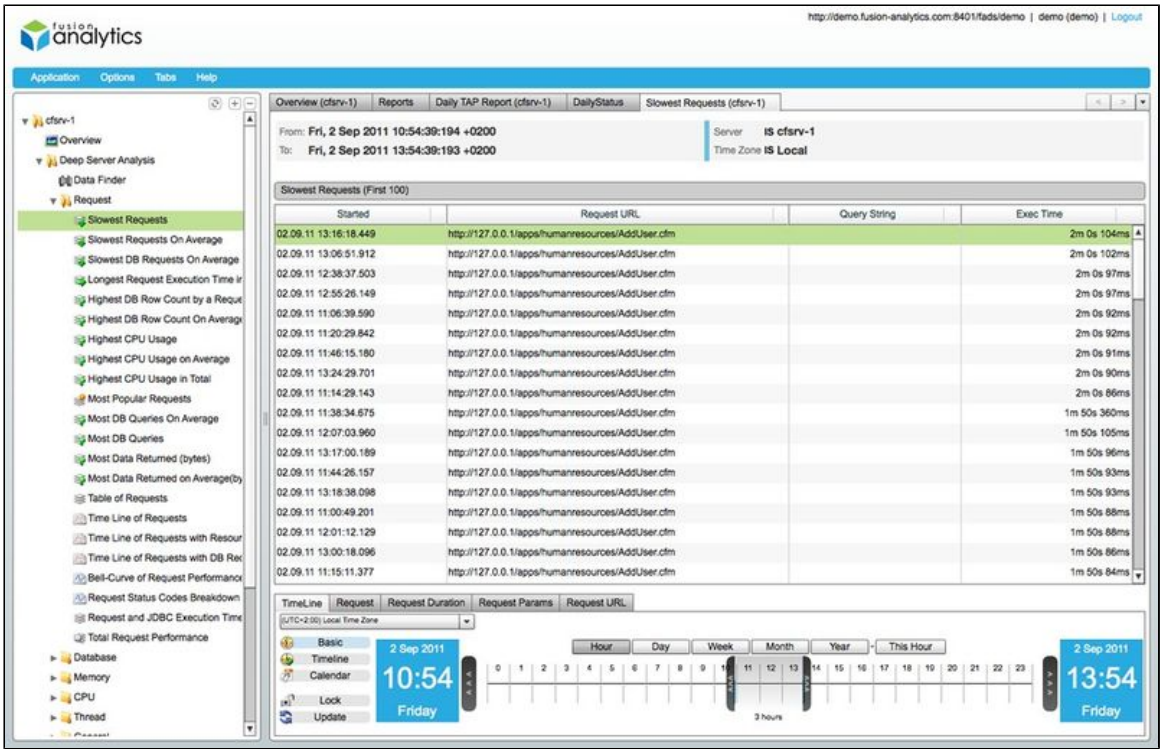 http://demo.fusion-analytics.com:8401/fads/demo | demo (demo) | Logout
fusion
analytics
Application Options Tabs Help
cfsrv-1
Overview
Deep Server Analysis
Data Finder
Request
Slowest Requests
Slowest Requests On Average
Slowest DB Requests On Average
Longest Request Execution Time in
Highest DB Row Count by a Reque
Highest DB Row Count On Average
Highest CPU Usage
Highest CPU Usage on Average
Highest CPU Usage in Total
Most Popular Requests
Most DB Queries On Average
Most DB Queries
Most Data Returned (bytes)
Most Data Returned on Average(by
Table of Requests
Time Line of Requests
Time Line of Requests with Resour
Time Line of Requests with DB Rec
Bell-Curve of Request Performance
Request Status Codes Breakdown
Request and JDBC Execution Time
Total Request Performance
Database
Memory
CPU
Thread
Overview (cfsrv-1) Reports Daily TAP Report (cfsrv-1) DailyStatus Slowest Requests (cfsrv-1)
From: Fri, 2 Sep 2011 10:54:39:194 +0200 Server IS cfsrv-1
To: Fri, 2 Sep 2011 13:54:39:193 +0200 Time Zone IS Local
Slowest Requests (First 100)
Started Request URL Query String Exec Time
02.09.11 13:16:18.449 http://127.0.0.1/apps/humanresources/AddUser.cfm 2m 0s 104ms
02.09.11 13:06:51.912 http://127.0.0.1/apps/humanresources/AddUser.cfm 2m 0s 102ms
02.09.11 12:38:37.503 http://127.0.0.1/apps/humanresources/AddUser.cfm 2m 0s 97ms
02.09.11 12:55:26.149 http://127.0.0.1/apps/humanresources/AddUser.cfm 2m 0s 97ms
02.09.11 11:06:39.590 http://127.0.0.1/apps/humanresources/AddUser.cfm 2m 0s 92ms
02.09.11 11:20:29.842 http://127.0.0.1/apps/humanresources/AddUser.cfm 2m 0s 92ms
02.09.11 11:46:15.180 http://127.0.0.1/apps/humanresources/AddUser.cfm 2m 0s 91ms
02.09.11 13:24:29.701 http://127.0.0.1/apps/humanresources/AddUser.cfm 2m 0s 90ms
02.09.11 11:14:29.143 http://127.0.0.1/apps/humanresources/AddUser.cfm 2m 0s 86ms
02.09.11 11:38:34.675 http://127.0.0.1/apps/humanresources/AddUser.cfm 1m 50s 360ms
02.09.11 12:07:03.960 http://127.0.0.1/apps/humanresources/AddUser.cfm 1m 50s 105ms
02.09.11 13:17:00.189 http://127.0.0.1/apps/humanresources/AddUser.cfm 1m 50s 96ms
02.09.11 11:44:26.157 http://127.0.0.1/apps/humanresources/AddUser.cfm 1m 50s 93ms
02.09.11 13:18:38.098 http://127.0.0.1/apps/humanresources/AddUser.cfm 1m 50s 93ms
02.09.11 11:00:49.201 http://127.0.0.1/apps/humanresources/AddUser.cfm 1m 50s 88ms
02.09.11 12:01:12.129 http://127.0.0.1/apps/humanresources/AddUser.cfm 1m 50s 88ms
02.09.11 13:00:18.096 http://127.0.0.1/apps/humanresources/AddUser.cfm 1m 50s 86ms
02.09.11 11:15:11.377 http://127.0.0.1/apps/humanresources/AddUser.cfm 1m 50s 84ms
TimeLine Request Request Duration Request Params Request URL
(UTC+2:00) Local Time Zone
Basic
Timeline
Calendar
Lock
Update
2 Sep 2011
10:54
Friday
Hour Day Week Month Year This Hour
0 1 2 3 4 5 6 7 8 9 10 11 12 13 14 15 16 17 18 19 20 21 22 23
3 hours
2 Sep 2011
13:54
Friday